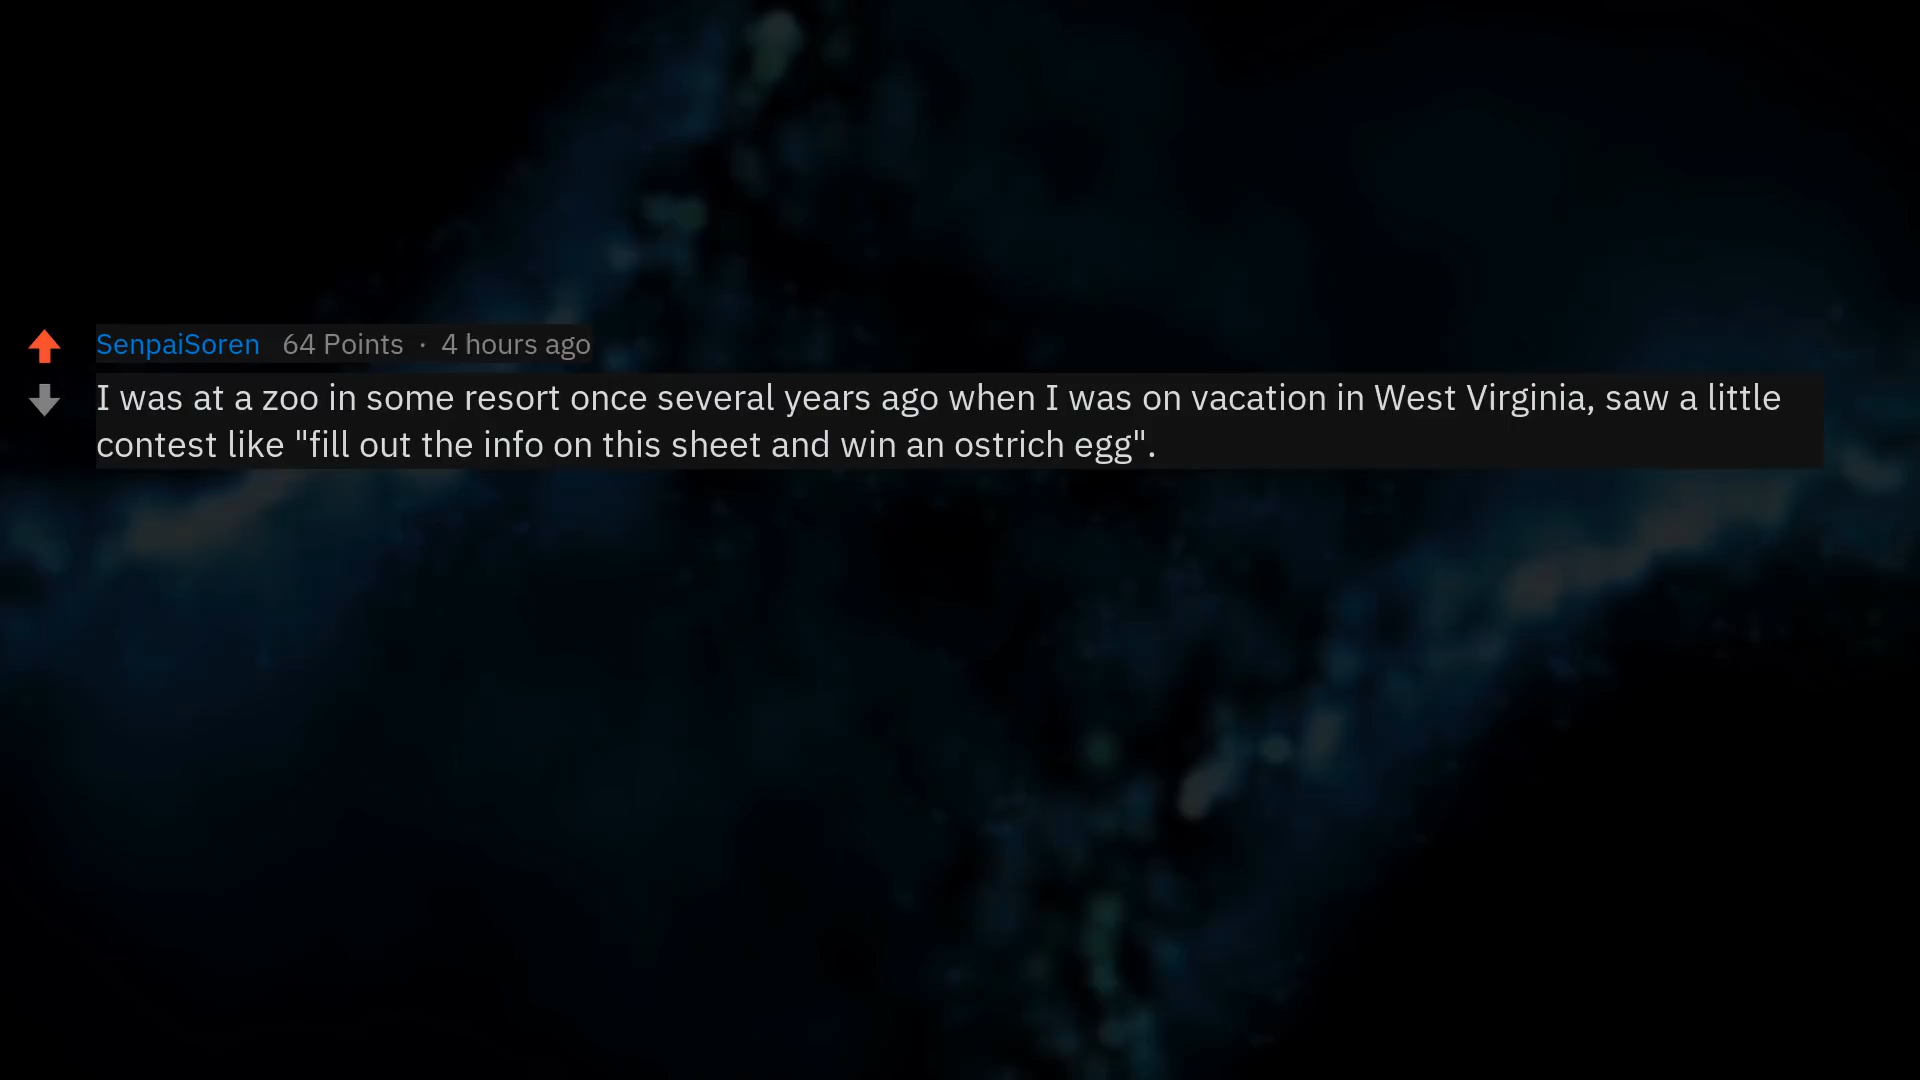 SenpaiSoren 64 Points · 4 hours ago
I was at a zoo in some resort once several years ago when I was on vacation in West Virginia, saw a little
contest like "fill out the info on this sheet and win an ostrich egg".